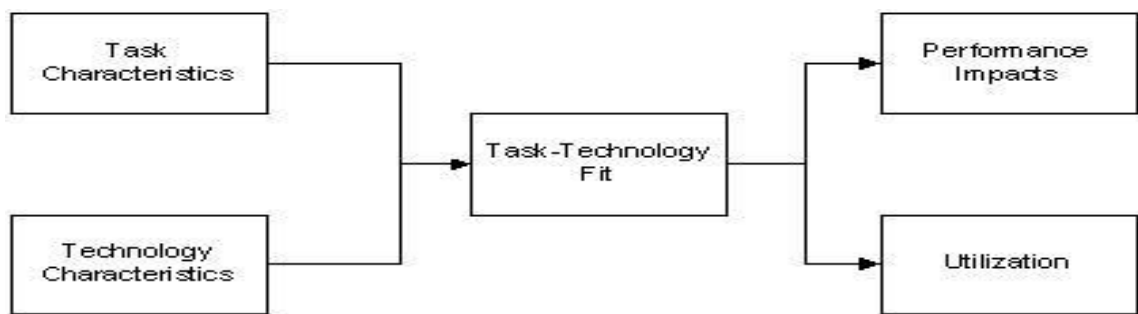 Task
Characteristics
Technology
Characteristics
Task-Technology
Fit
Performance
Impacts
Utilization